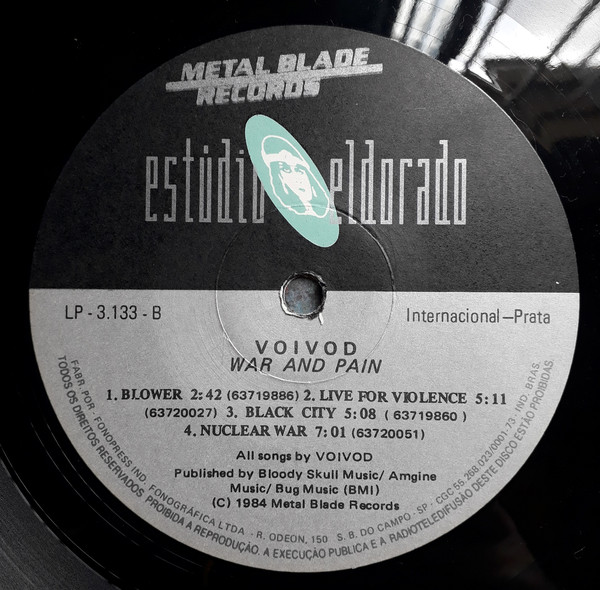 METAL BLADE
RECORDS
estúdio eldorado
LP - 3.133 - B
Internacional—Prata
VOIVOD
WAR AND PAIN
1. BLOWER 2:42 (63719886) 2. LIVE FOR VIOLENCE 5:11
(63720027) 3. BLACK CITY 5:08 ( 63719860 )
4. NUCLEAR WAR 7:01 (63720051)
All songs by VOIVOD
Published by Bloody Skull Music/ Amgine
Music/ Bug Music (BMI)
(C) 1984 Metal Blade Records
FABR. POR - FONOPRESS IND. FONOGRÁFICA LTDA - R. ODEON, 150 S. B. DO CAMPO - SP - CGC 55.268.023/0001-73 - IND. BRAS.
TODOS OS DIREITOS RESERVADOS PROIBIDA A REPRODUÇÃO. A EXECUÇÃO PUBLICA E A RADIOTELEDIFUSÃO DESTE DISCO ESTÃO PROIBIDAS.